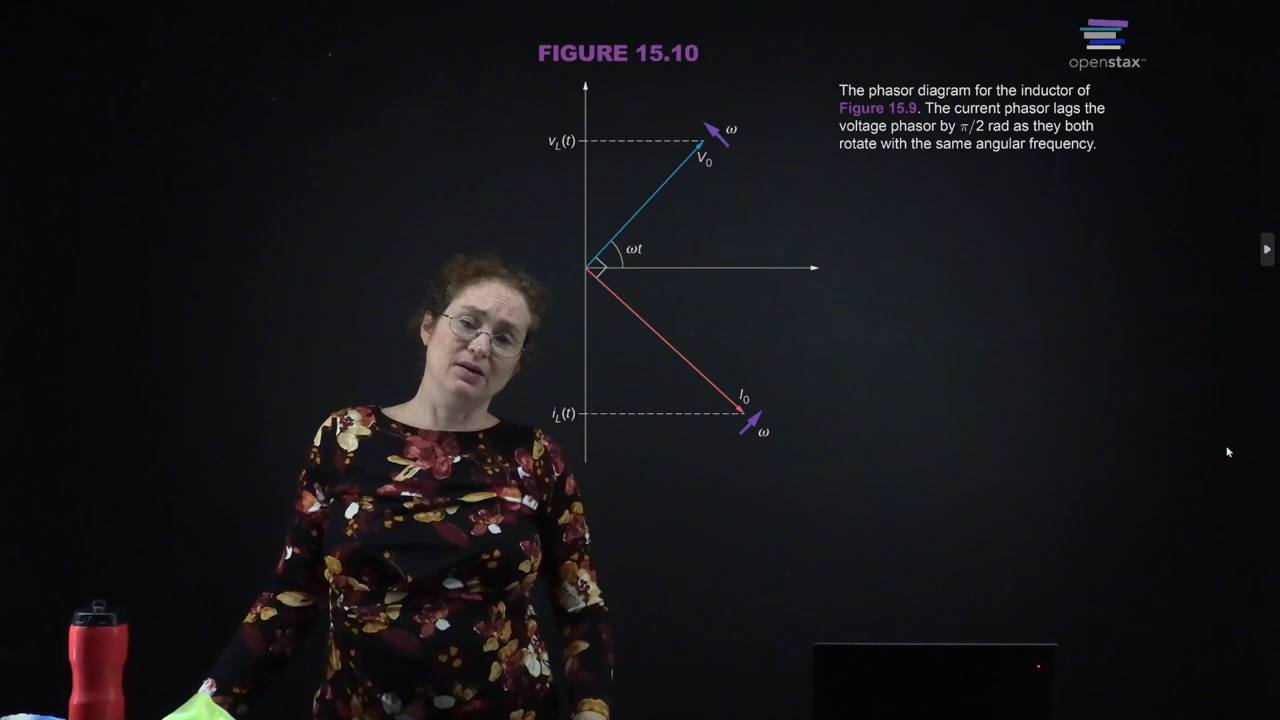 FIGURE 15.10
openstax™
The phasor diagram for the inductor of
Figure 15.9. The current phasor lags the
voltage phasor by π/2 rad as they both
rotate with the same angular frequency.
ω
v_L(t)
V_0
ωt
I_0
i_L(t)
ω